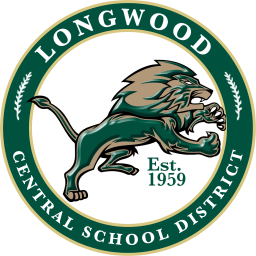 LONGWOOD
Est.
1959
CENTRAL SCHOOL DISTRICT